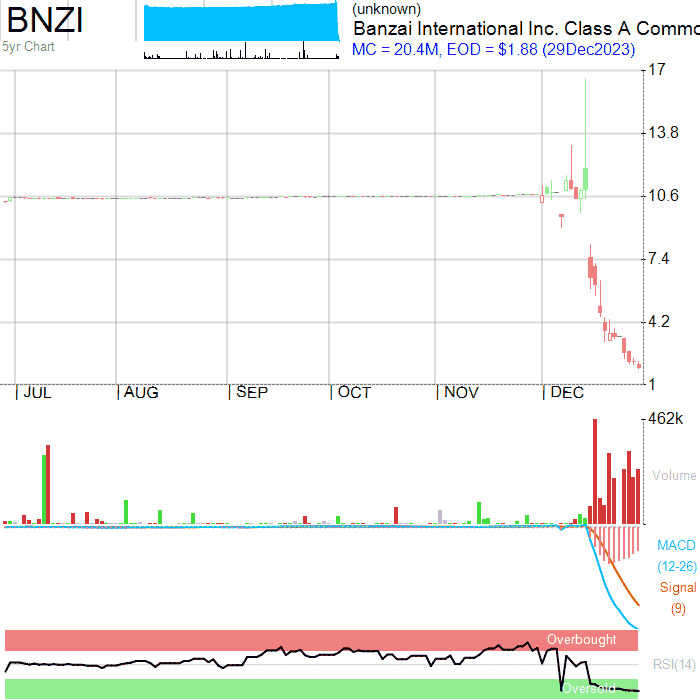 BNZI
5yr Chart
(unknown)
Banzai International Inc. Class A Commo
MC = 20.4M, EOD = $1.88 (29Dec2023)
17
13.8
10.6
7.4
4.2
1
JUL AUG SEP OCT NOV DEC
462k
Volume
MACD
(12-26)
Signal
(9)
Overbought
RSI(14)
Oversold